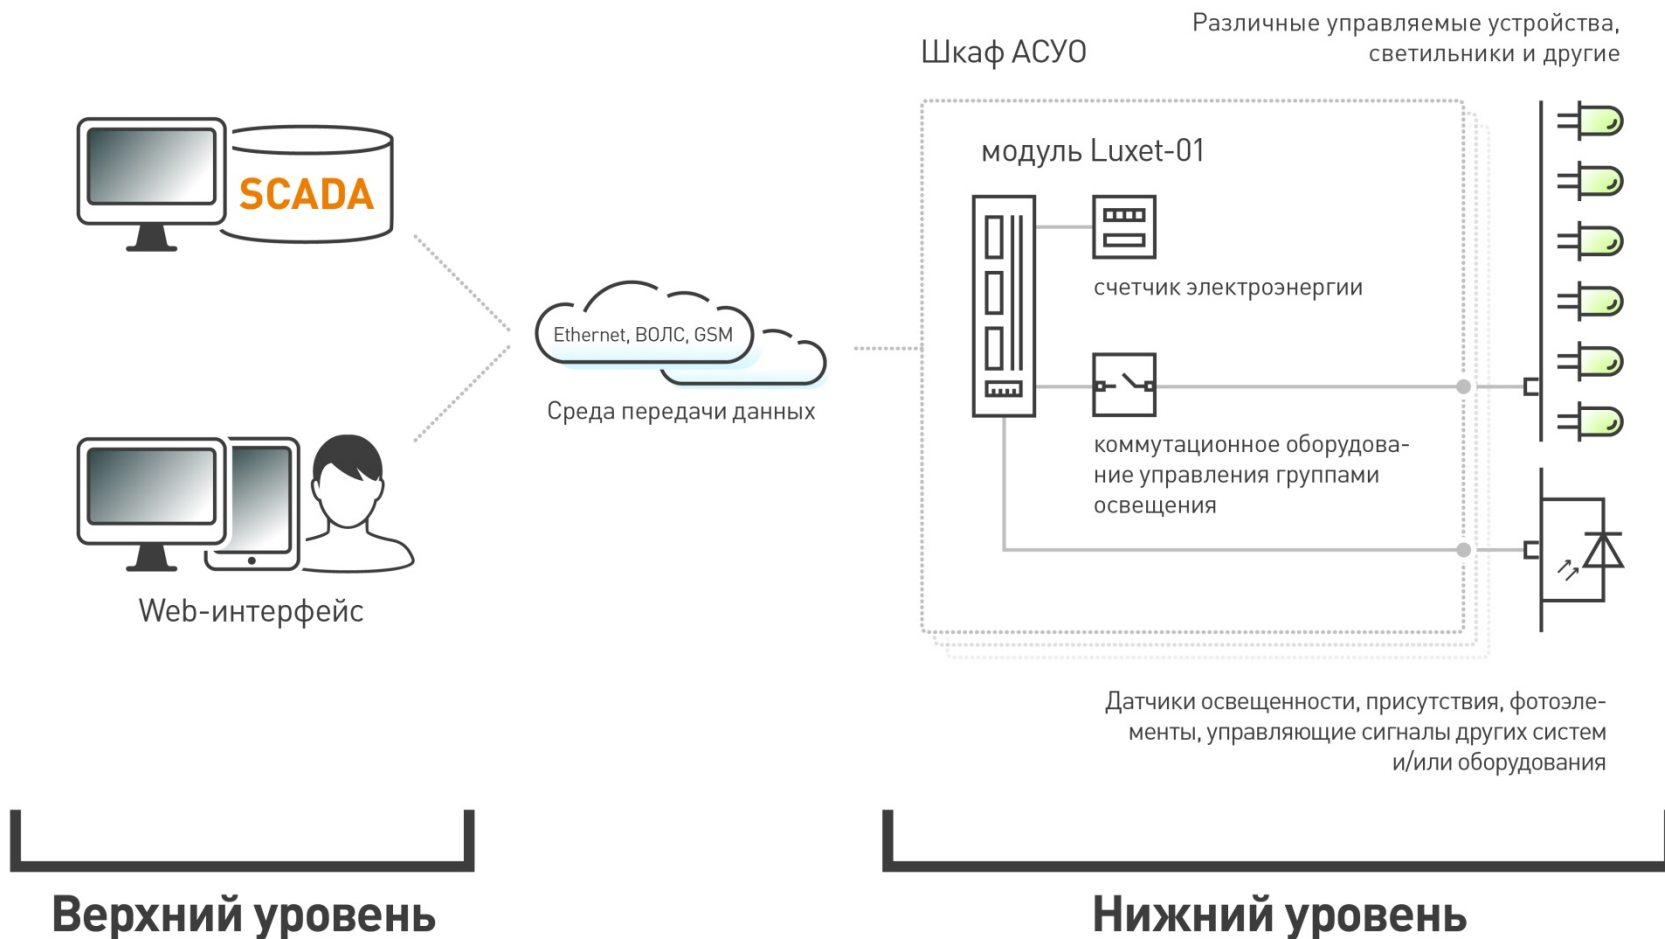 Различные управляемые устройства,
светильники и другие
Шкаф АСУО
модуль Luxet-01
SCADA
счетчик электроэнергии
Ethernet, ВОЛС, GSM
Среда передачи данных
коммутационное оборудова-
ние управления группами
освещения
Web-интерфейс
Датчики освещенности, присутствия, фотоэле-
менты, управляющие сигналы других систем
и/или оборудования
Верхний уровень
Нижний уровень